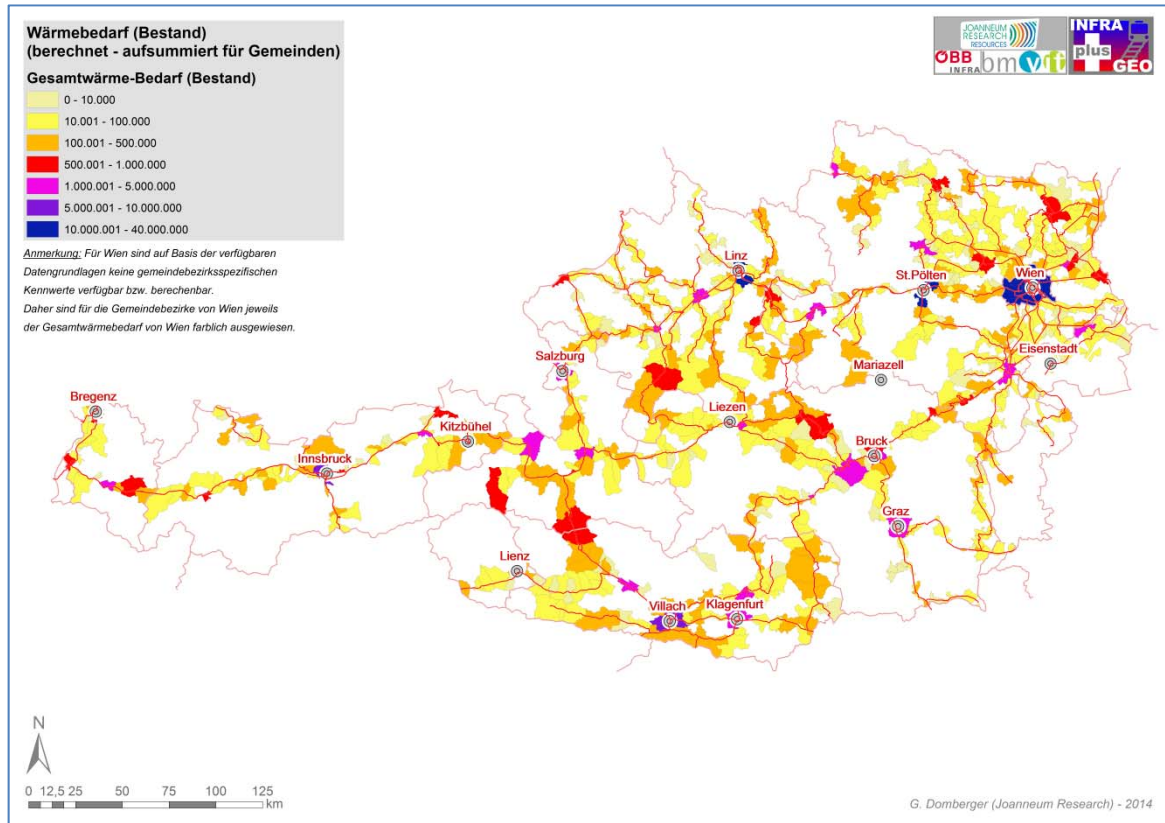 Wärmebedarf (Bestand)
(berechnet - aufsummiert für Gemeinden)
Gesamtwärme-Bedarf (Bestand)
0 - 10.000
10.001 - 100.000
100.001 - 500.000
500.001 - 1.000.000
1.000.001 - 5.000.000
5.000.001 - 10.000.000
10.000.001 - 40.000.000
Anmerkung: Für Wien sind auf Basis der verfügbaren
Datengrundlagen keine gemeindebezirksspezifischen
Kennwerte verfügbar bzw. berechenbar.
Daher sind für die Gemeindebezirke von Wien jeweils
der Gesamtwärmebedarf von Wien farblich ausgewiesen.
JOANNEUM
RESEARCH
RESOURCES
ÖBB
INFRA
bmvit
INFRA
plus
GEO
Linz
St.Pölten
Wien
Eisenstadt
Salzburg
Mariazell
Bregenz
Kitzbühel
Liezen
Innsbruck
Bruck
Graz
Lienz
Villach
Klagenfurt
N
0 12,5 25 50 75 100 125
km
G. Domberger (Joanneum Research) - 2014